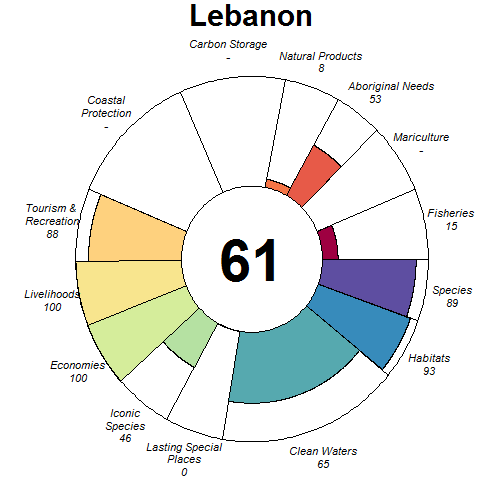 Lebanon
Carbon Storage
-
Natural Products
8
Aboriginal Needs
53
Mariculture
-
Fisheries
15
Species
89
Habitats
93
Clean Waters
65
Lasting Special
Places
0
Iconic
Species
46
Economies
100
Livelihoods
100
Tourism &
Recreation
88
Coastal
Protection
-
61